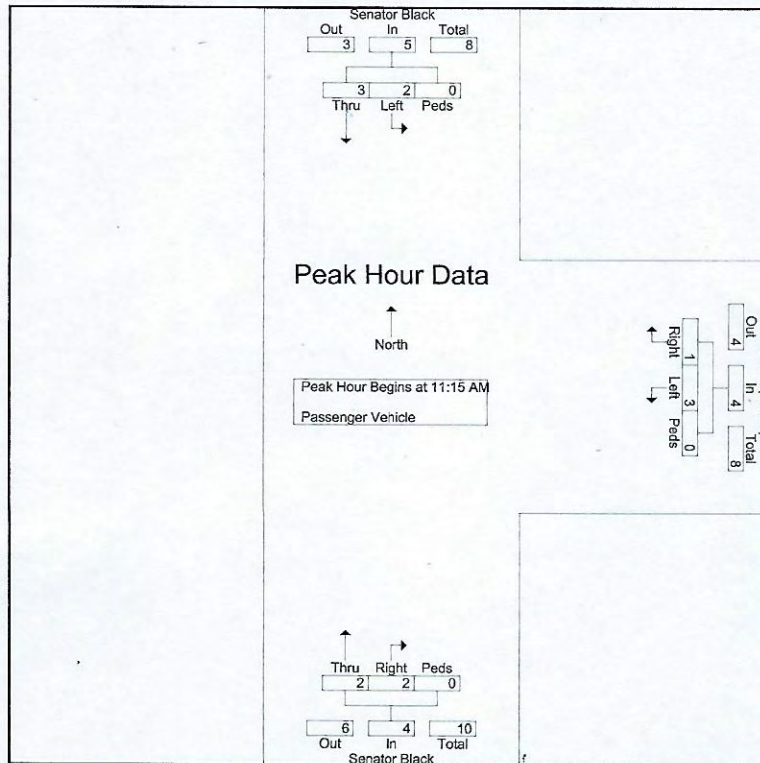 Senator Black
Out In Total
3 5 8
3 2 0
Thru Left Peds
Peak Hour Data
North
Peak Hour Begins at 11:15 AM
Passenger Vehicle
Out In Total
4 4 8
1 3 0
Right Left Peds
Thru Right Peds
2 2 0
6 4 10
Out In Total
Senator Black